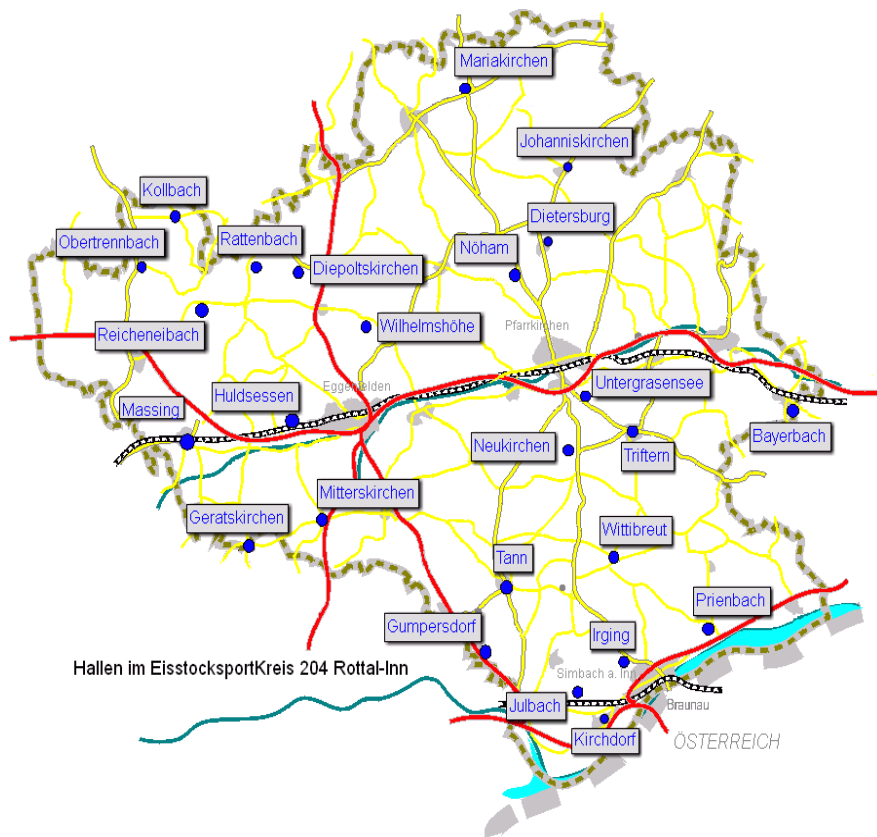 Mariakirchen
Johanniskirchen
Kollbach
Dietersburg
Obertrennbach
Rattenbach
Nöham
Diepoltskirchen
Reicheneibach
Wilhelmshöhe
Pfarrkirchen
Untergrasensee
Eggenfelden
Huldsessen
Massing
Bayerbach
Neukirchen
Triftern
Mitterskirchen
Geratskirchen
Wittibreut
Tann
Prienbach
Gumpersdorf
Irging
Hallen im EisstocksportKreis 204 Rottal-Inn
Simbach a. Inn
Julbach
Braunau
Kirchdorf
ÖSTERREICH